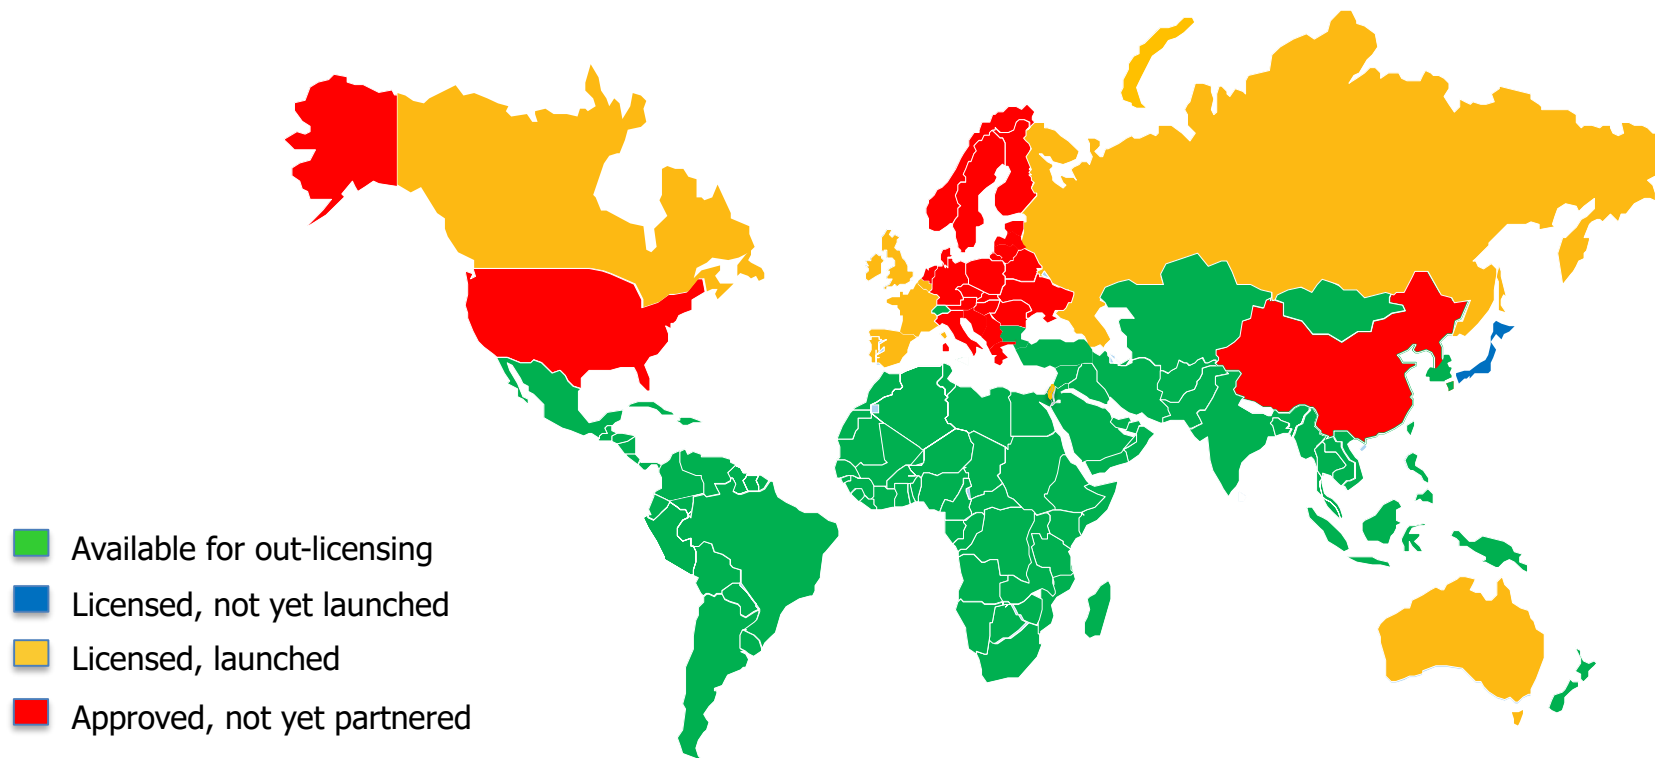 Available for out-licensing
Licensed, not yet launched
Licensed, launched
Approved, not yet partnered